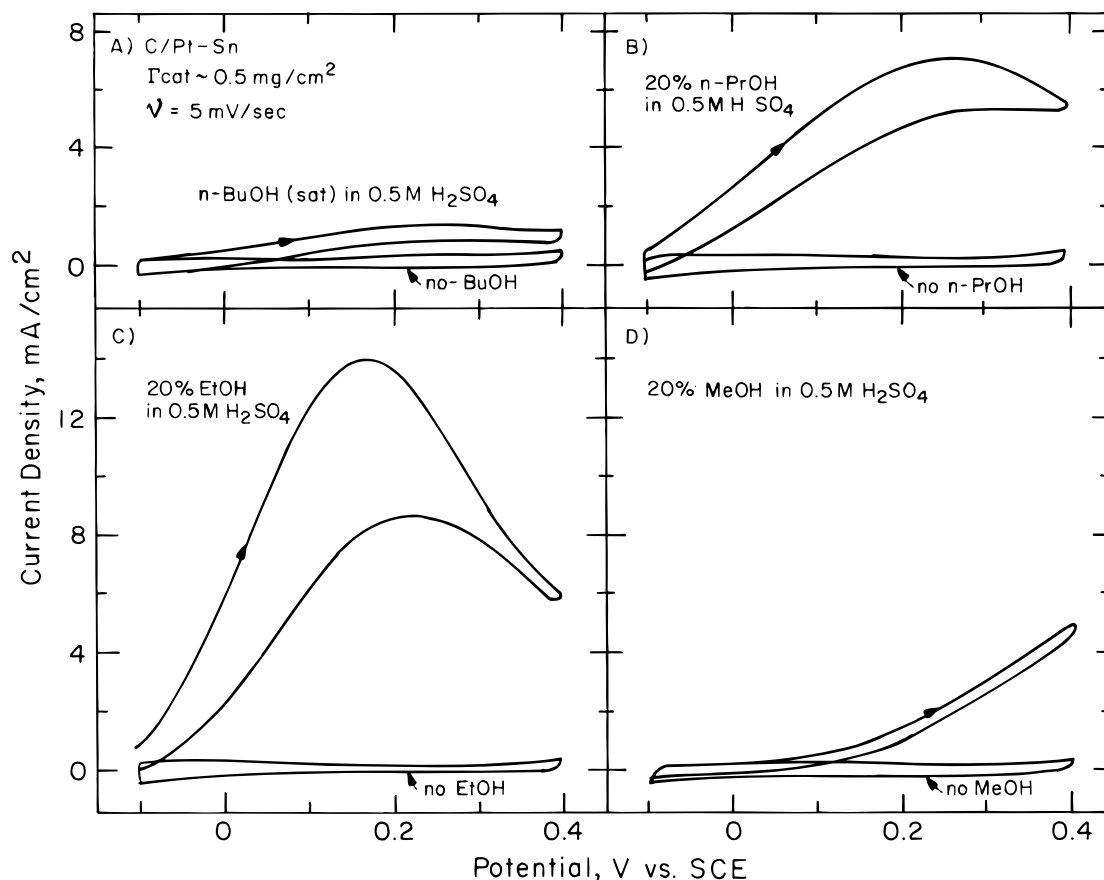 A) C/Pt-Sn
Γcat ~ 0.5 mg/cm²
ν = 5 mV/sec
n-BuOH (sat) in 0.5 M H₂SO₄
no-BuOH
B)
20% n-PrOH
in 0.5M H SO₄
no n-PrOH
8
4
0
C)
20% EtOH
in 0.5M H₂SO₄
no EtOH
D)
20% MeOH in 0.5M H₂SO₄
no MeOH
12
8
4
0
Current Density, mA/cm²
0 0.2 0.4 0 0.2 0.4
Potential, V vs. SCE